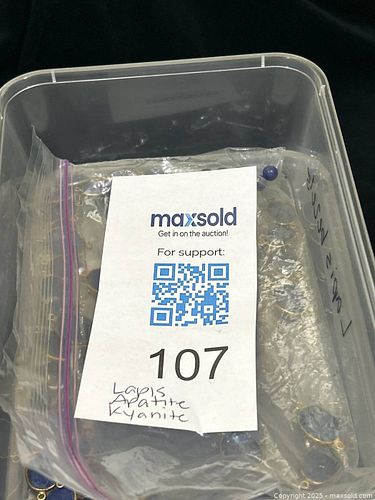 maxsold
Get in on the auction!
For support:
107
Lapis
Apatite
Kyanite
Copyright 2025 - maxsold.com